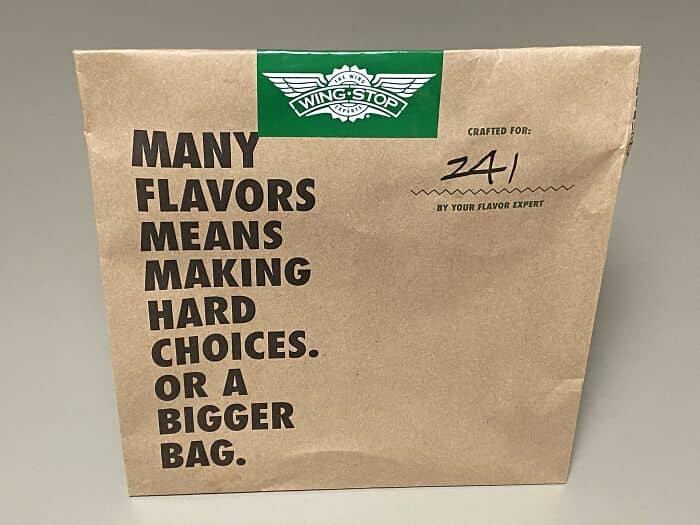 THE WING
WING·STOP
EXPERTS
MANY
FLAVORS
MEANS
MAKING
HARD
CHOICES.
OR A
BIGGER
BAG.
CRAFTED FOR:
241
BY YOUR FLAVOR EXPERT